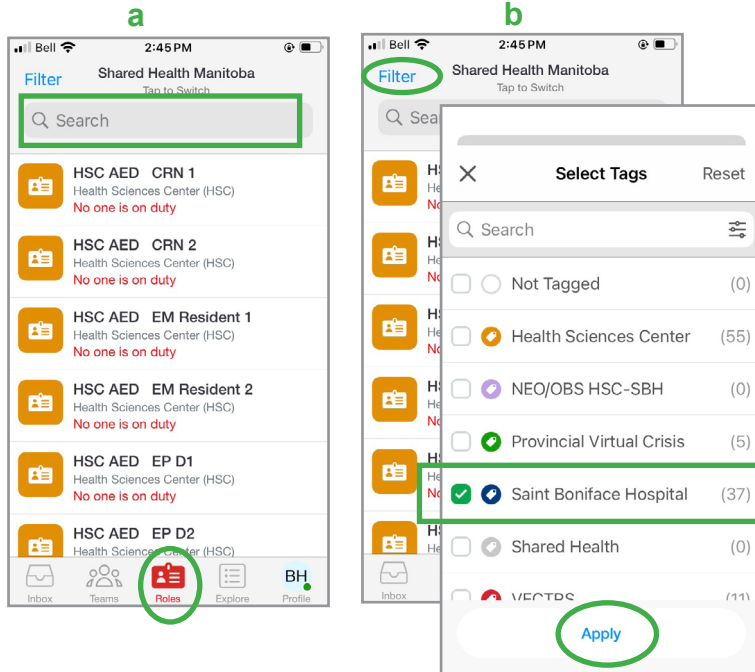 a
Bell
2:45 PM
Filter
Shared Health Manitoba
Tap to Switch
Search
HSC AED CRN 1
Health Sciences Center (HSC)
No one is on duty
HSC AED CRN 2
Health Sciences Center (HSC)
No one is on duty
HSC AED EM Resident 1
Health Sciences Center (HSC)
No one is on duty
HSC AED EM Resident 2
Health Sciences Center (HSC)
No one is on duty
HSC AED EP D1
Health Sciences Center (HSC)
No one is on duty
HSC AED EP D2
Health Sciences Center (HSC)
Inbox
Teams
Roles
Explore
BH
Profile
b
Bell
2:45 PM
Filter
Shared Health Manitoba
Tap to Switch
Sea
Inbox
Select Tags
Reset
Search
Not Tagged (0)
Health Sciences Center (55)
NEO/OBS HSC-SBH (0)
Provincial Virtual Crisis (5)
Saint Boniface Hospital (37)
Shared Health (0)
VECTRS (11)
Apply